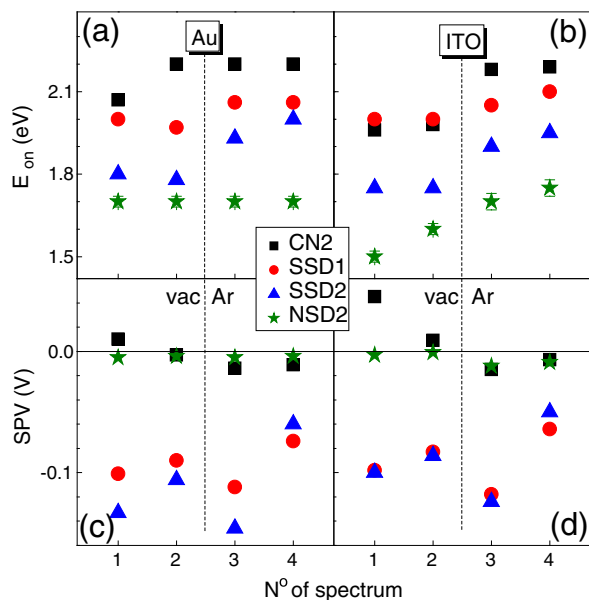 (a) Au (b) ITO
E on (eV)
2.1
1.8
1.5
CN2
SSD1
SSD2
NSD2
vac Ar vac Ar
SPV (V)
0.0
-0.1
(c) (d)
1 2 3 4 1 2 3 4
Nº of spectrum